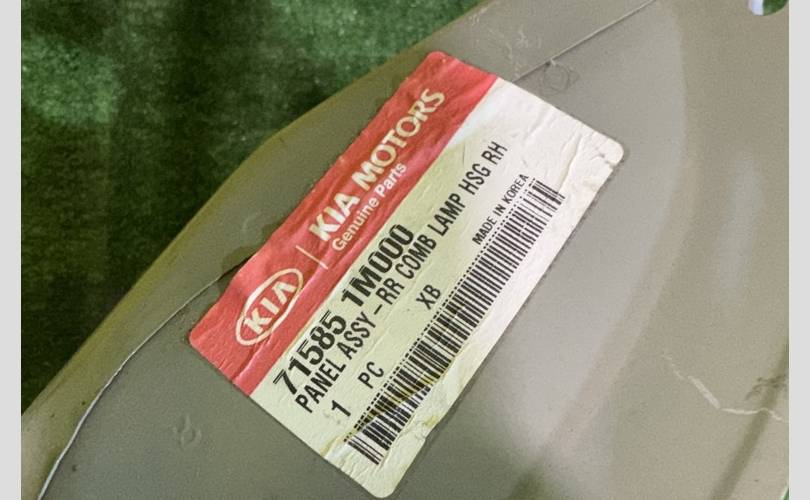 KIA
KIA MOTORS
Genuine Parts
71585 1M000
PANEL ASSY-RR COMB LAMP HSG RH
1 PC XB
MADE IN KOREA